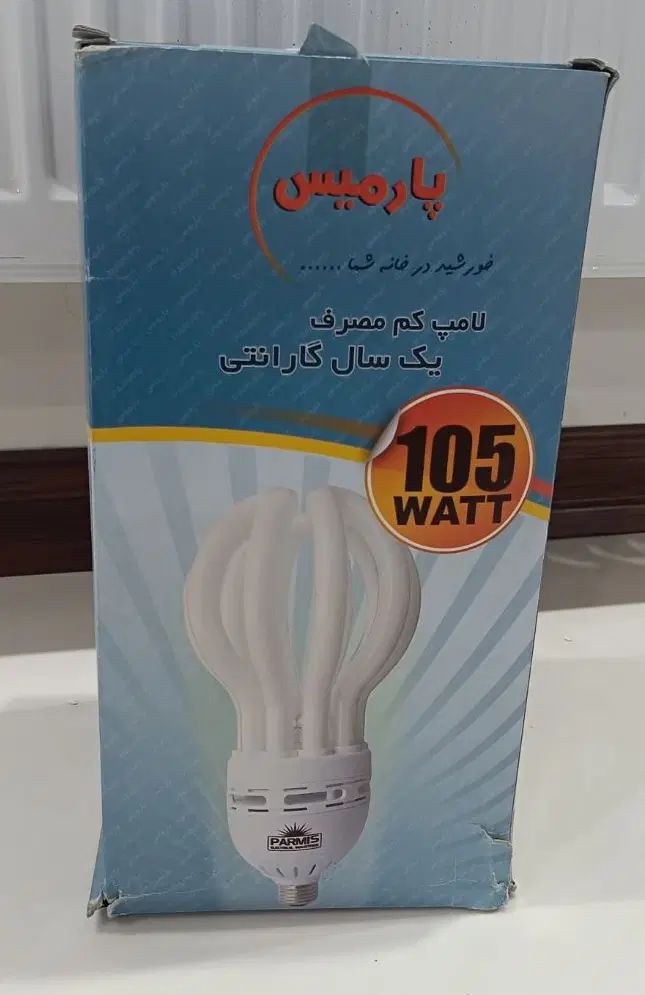 پارمیس
خورشید در خانه شما ......
لامپ کم مصرف
یک سال گارانتی
105
WATT
PARMIS